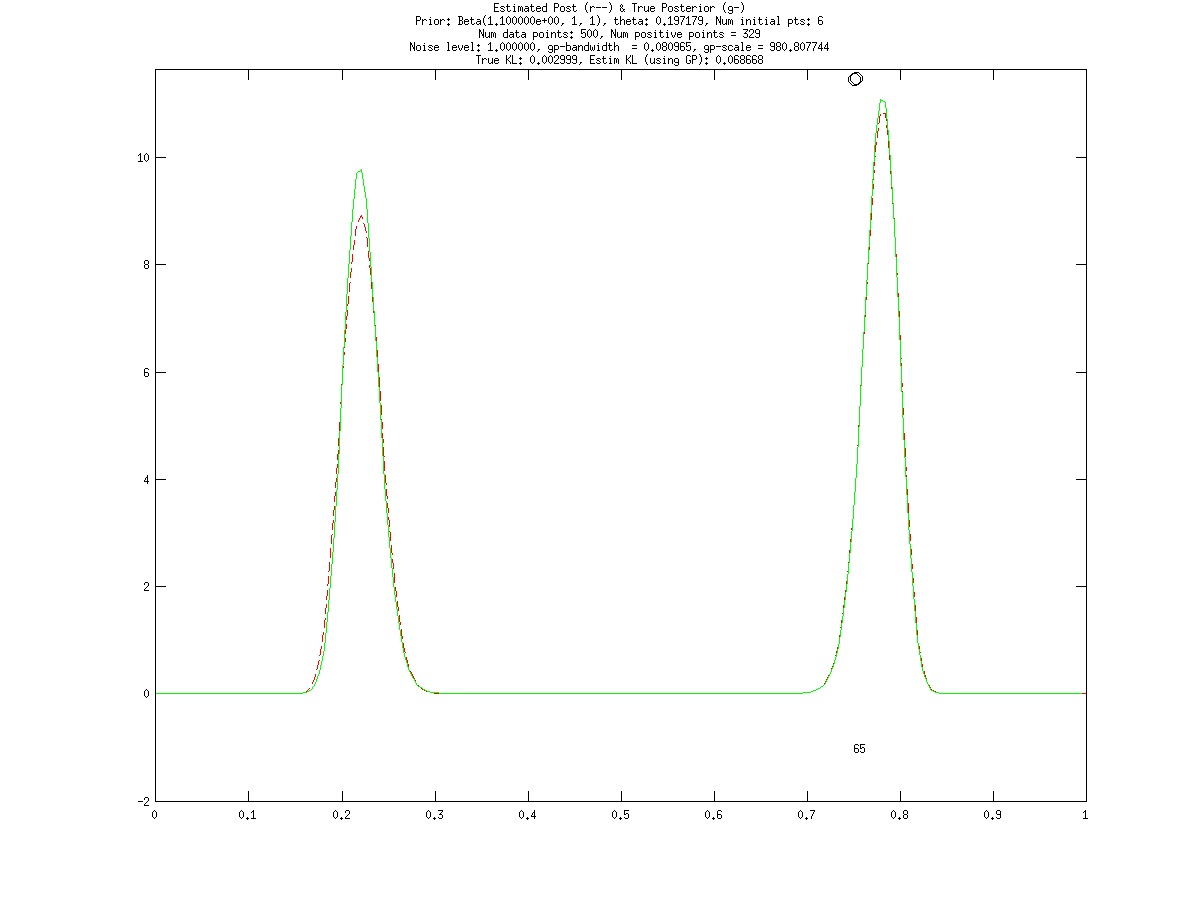 Estimated Post (r--) & True Posterior (g-)
Prior: Beta(1.100000e+00, 1, 1), theta: 0.197179, Num initial pts: 6
Num data points: 500, Num positive points = 329
Noise level: 1.000000, gp-bandwidth  = 0.080965, gp-scale = 980.807744
True KL: 0.002999, Estim KL (using GP): 0.068668
10
8
6
4
2
0
65
-2
0 0.1 0.2 0.3 0.4 0.5 0.6 0.7 0.8 0.9 1